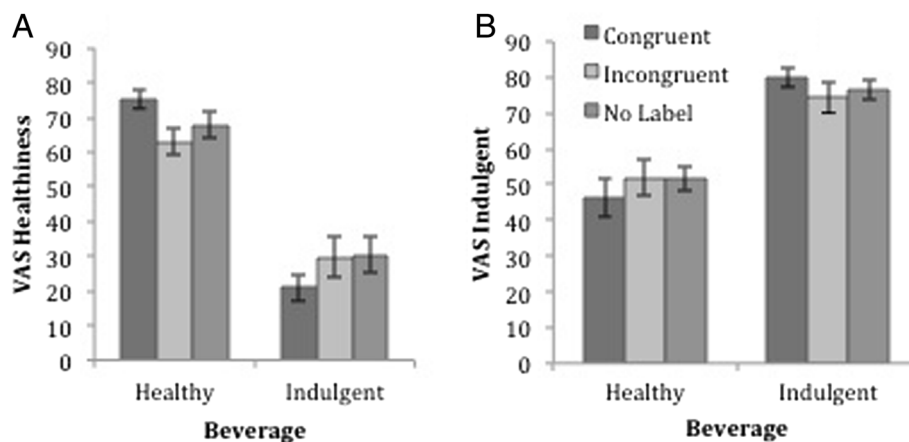 A
VAS Healthiness
90
80
70
60
50
40
30
20
10
0
Healthy
Indulgent
Beverage
B
Congruent
Incongruent
No Label
VAS Indulgent
90
80
70
60
50
40
30
20
10
0
Healthy
Indulgent
Beverage